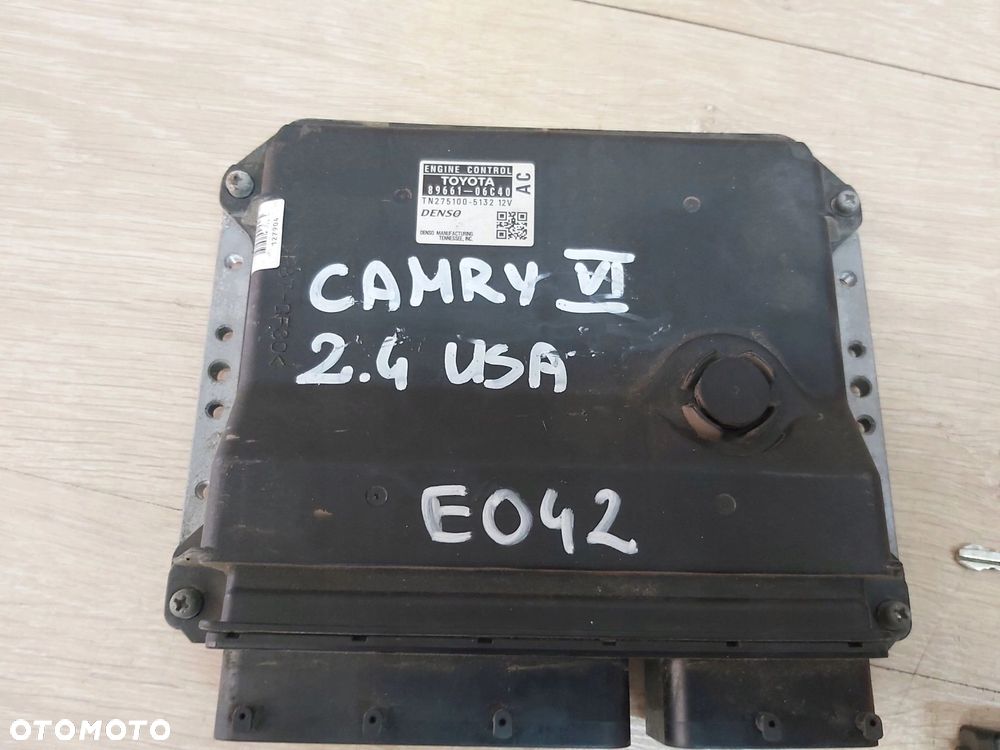 ENGINE CONTROL
TOYOTA
89661-06C40
AC
TN275100-5132 12V
DENSO
DENSO MANUFACTURING
TENNESSEE, INC.
127904
CAMRY VI
2.4 USA
E042
OTOMOTO